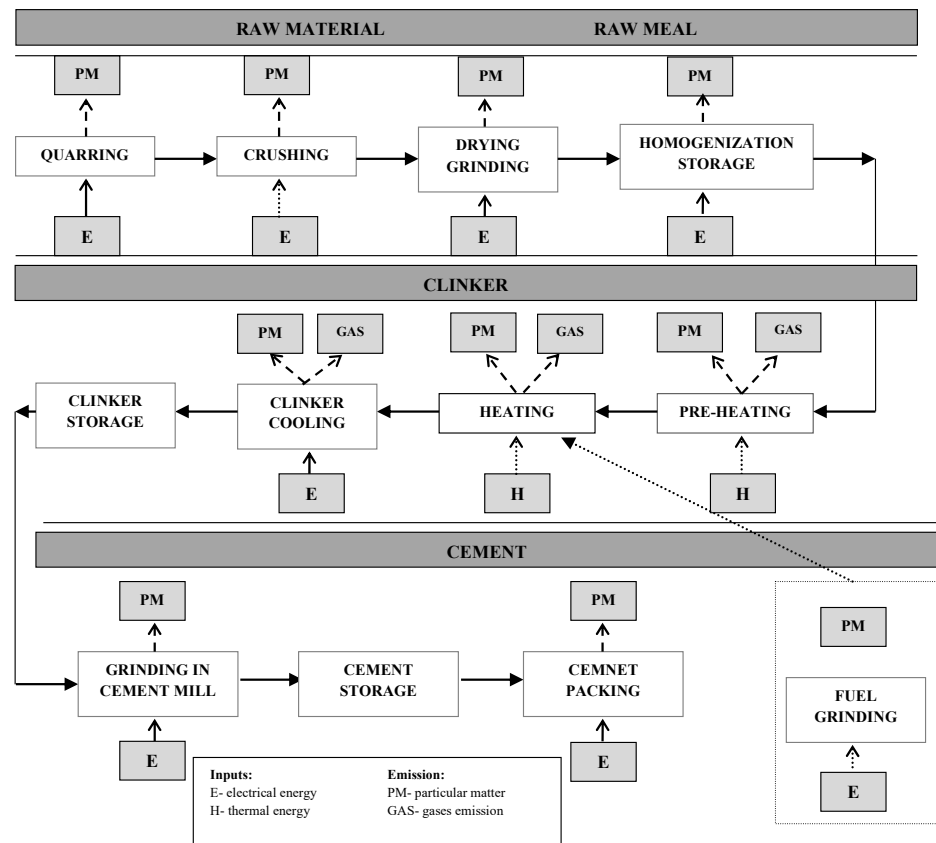 RAW MATERIAL RAW MEAL
PM PM PM PM
QUARRING
CRUSHING
DRYING
GRINDING
HOMOGENIZATION
STORAGE
E E E E
CLINKER
PM GAS PM GAS PM GAS
CLINKER
STORAGE
CLINKER
COOLING
HEATING
PRE-HEATING
E H H
CEMENT
PM PM PM
GRINDING IN
CEMENT MILL
CEMENT
STORAGE
CEMNET
PACKING
FUEL
GRINDING
E E E
Inputs:
E- electrical energy
H- thermal energy
Emission:
PM- particular matter
GAS- gases emission